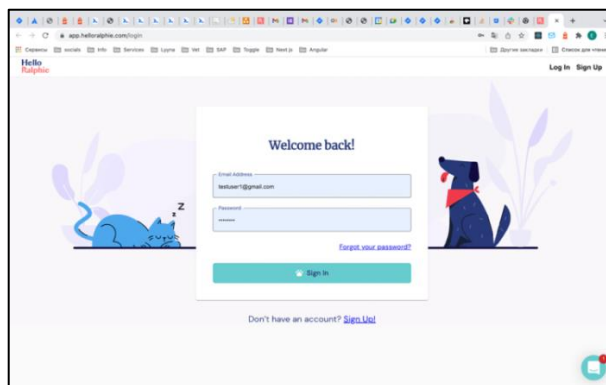 app.helloralphie.com/login
Сервисы socials Info Services Layna Vet SAP Toggle Next js Angular Другие закладки Список для чтения
Hello
Ralphie
Log In Sign Up
Welcome back!
Email Address
testuser1@gmail.com
Password
Z
z
Forgot your password?
Sign In
Don't have an account? Sign Up!